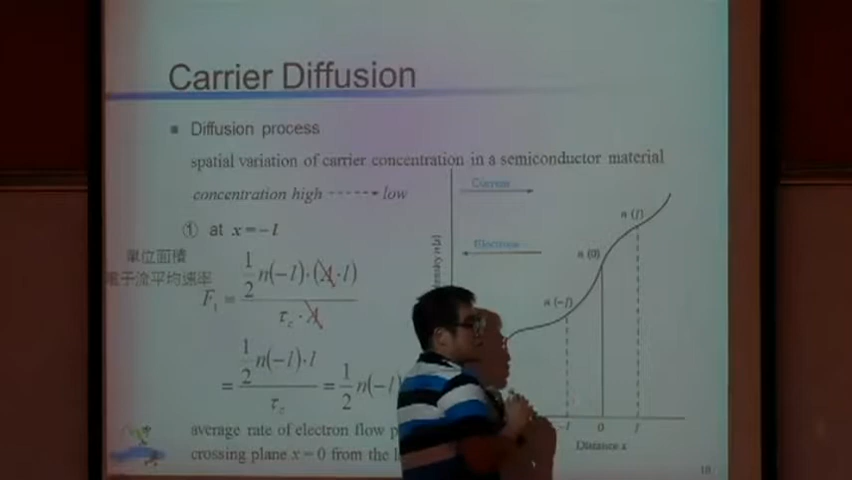 Carrier Diffusion
Diffusion process
spatial variation of carrier concentration in a semiconductor material
concentration high -----► low
① at x = −l
單位面積
電子流平均速率
F₁ = ½ n(−l)·(A·l) / τc·A
= ½ n(−l)·l / τc = ½ n(−l
average rate of electron flow p
crossing plane x = 0 from the l
Current
Electron
n (l)
n (0)
n (−l)
−l 0 l
Distance x
18